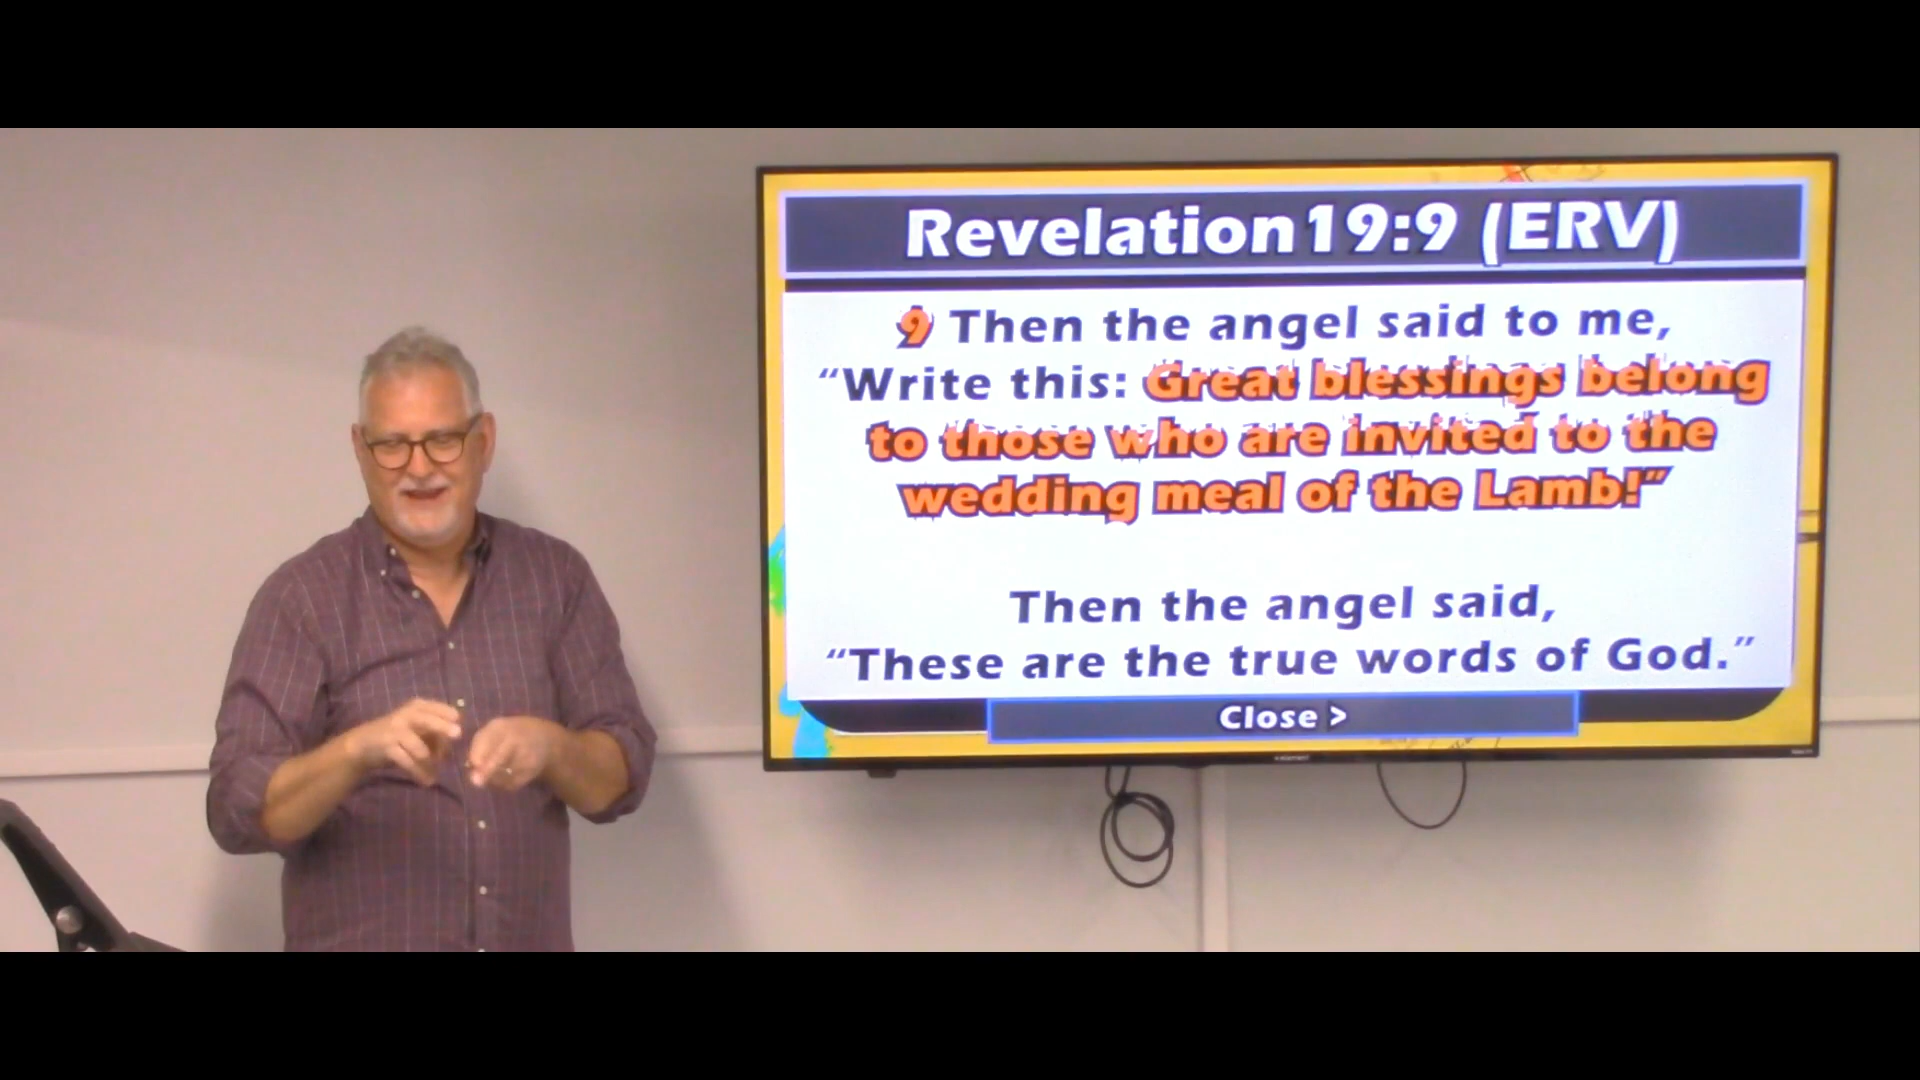 Revelation 19:9 (ERV)
9 Then the angel said to me,
“Write this: Great blessings belong
to those who are invited to the
wedding meal of the Lamb!”
Then the angel said,
“These are the true words of God.”
Close >